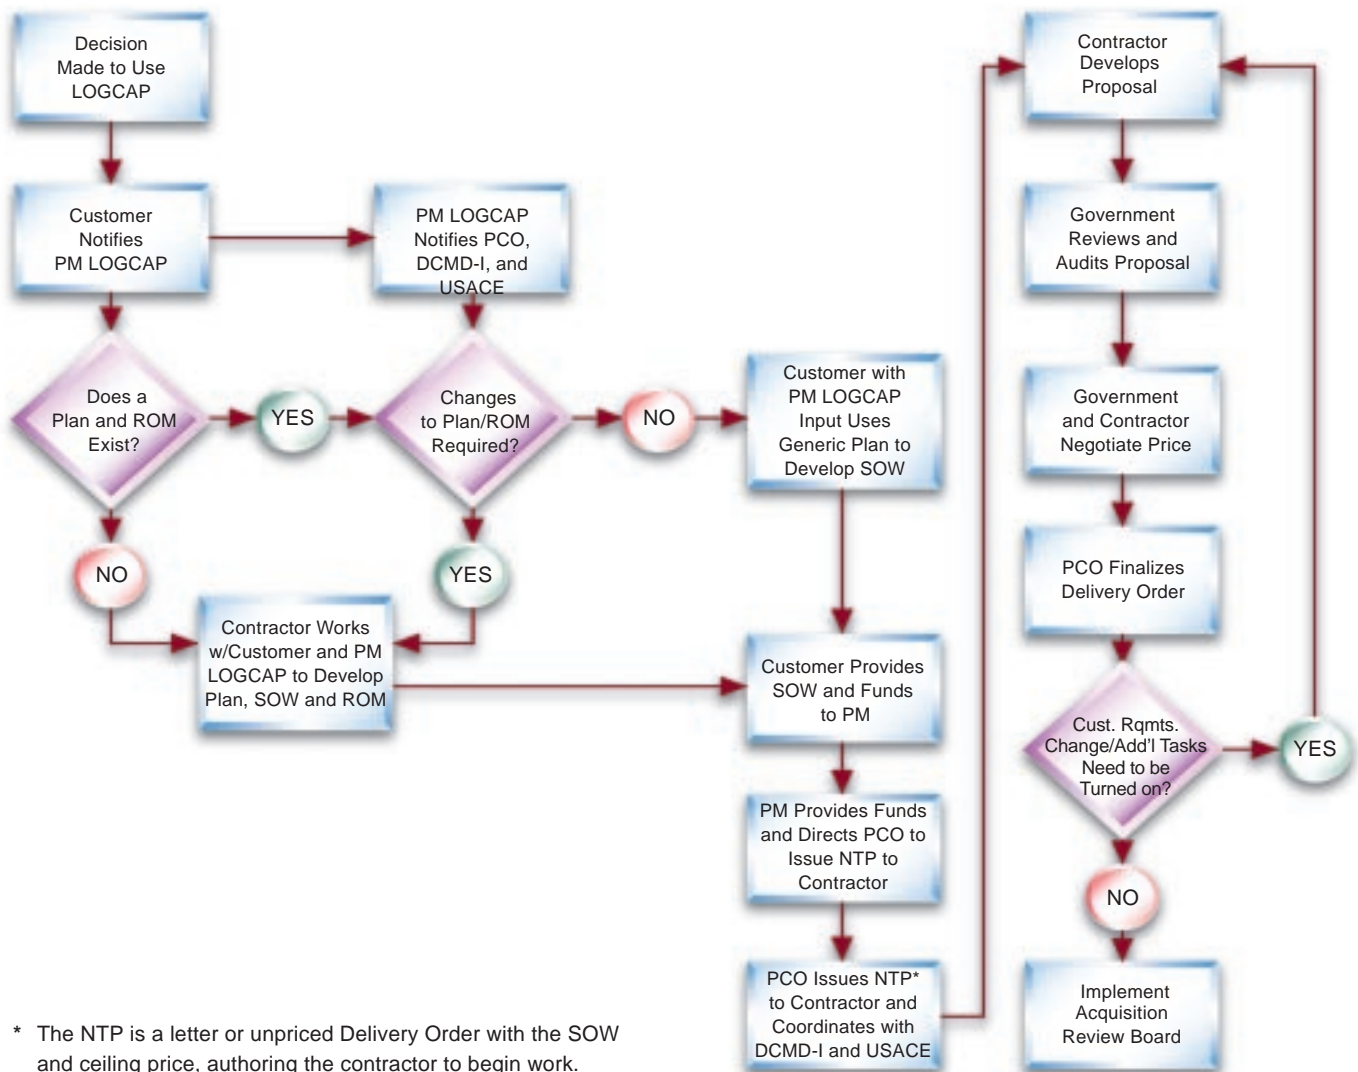 Decision
Made to Use
LOGCAP
Customer
Notifies
PM LOGCAP
PM LOGCAP
Notifies PCO,
DCMD-I, and
USACE
Does a
Plan and ROM
Exist?
YES
Changes
to Plan/ROM
Required?
NO
Customer with
PM LOGCAP
Input Uses
Generic Plan to
Develop SOW
NO
YES
Contractor Works
w/Customer and PM
LOGCAP to Develop
Plan, SOW and ROM
Customer Provides
SOW and Funds
to PM
PM Provides Funds
and Directs PCO to
Issue NTP to
Contractor
PCO Issues NTP*
to Contractor and
Coordinates with
DCMD-I and USACE
Contractor
Develops
Proposal
Government
Reviews and
Audits Proposal
Government
and Contractor
Negotiate Price
PCO Finalizes
Delivery Order
Cust. Rqmts.
Change/Add'l Tasks
Need to be
Turned on?
YES
NO
Implement
Acquisition
Review Board
* The NTP is a letter or unpriced Delivery Order with the SOW
and ceiling price, authoring the contractor to begin work.